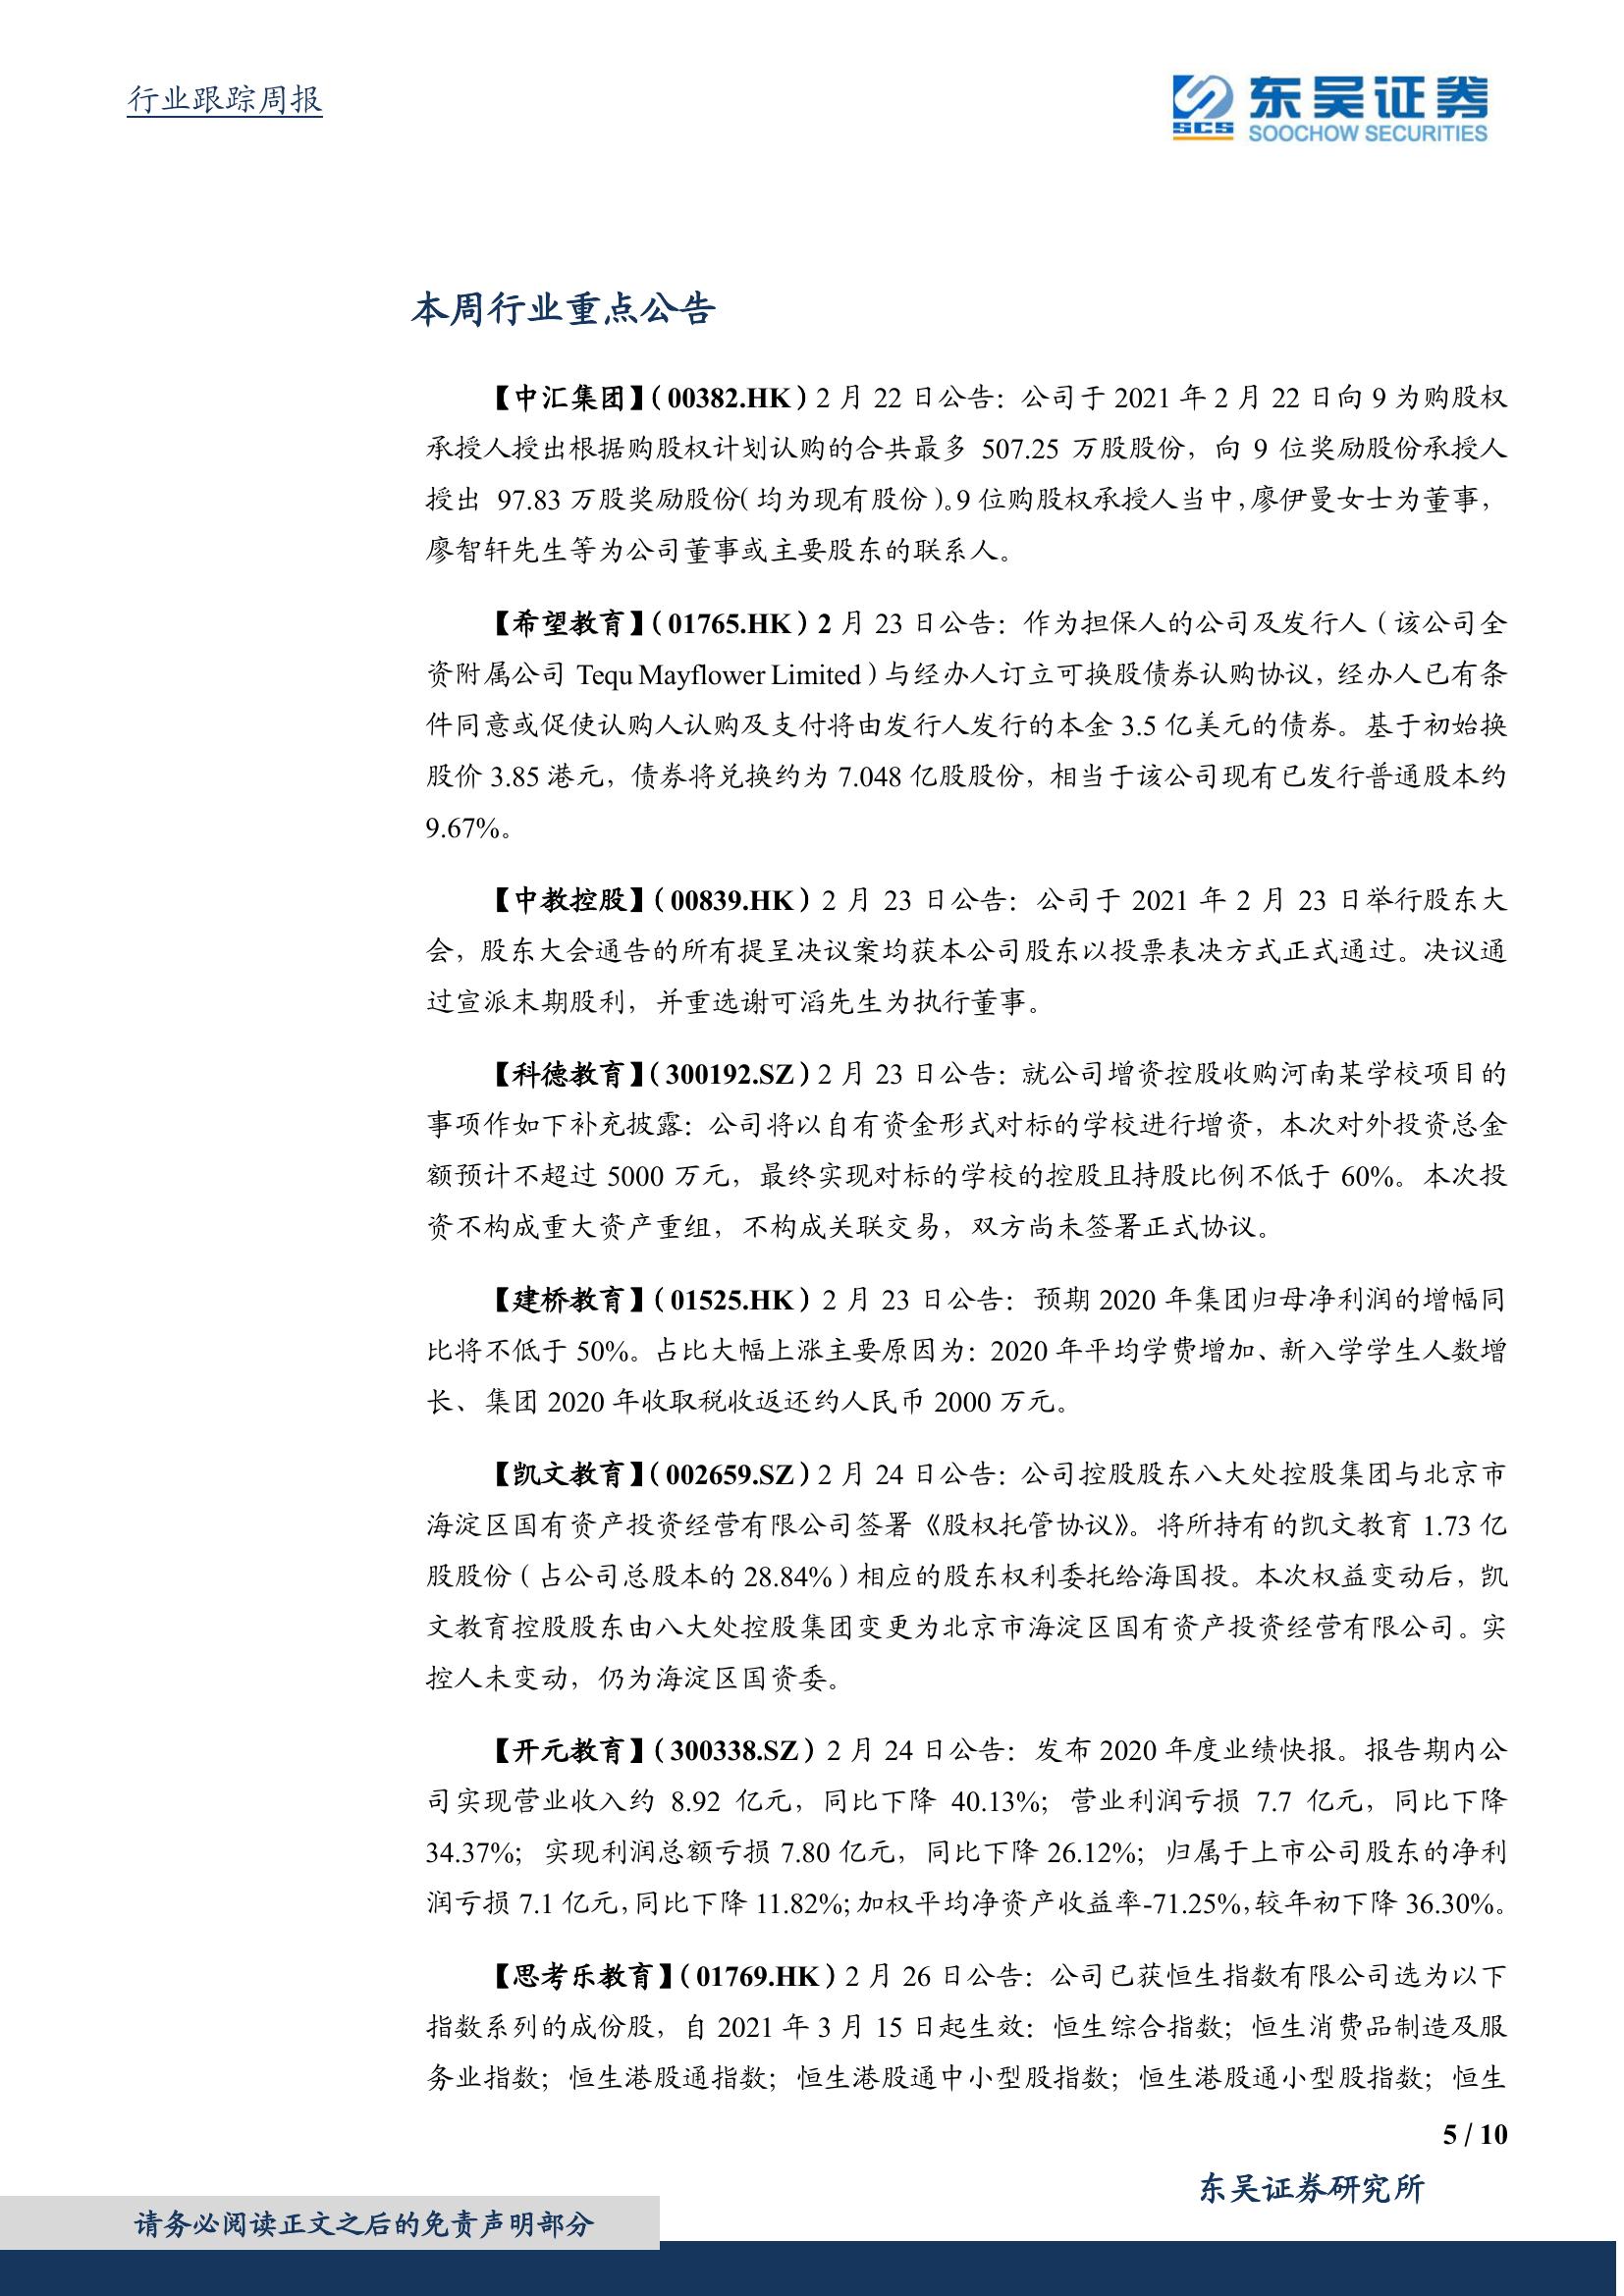 行业跟踪周报
SCS
东吴证券
SOOCHOW SECURITIES
本周行业重点公告
【中汇集团】（00382.HK）2 月 22 日公告：公司于 2021 年 2 月 22 日向 9 为购股权
承授人授出根据购股权计划认购的合共最多 507.25 万股股份，向 9 位奖励股份承授人
授出 97.83 万股奖励股份（均为现有股份）。9 位购股权承授人当中，廖伊曼女士为董事，
廖智轩先生等为公司董事或主要股东的联系人。
【希望教育】（01765.HK）2 月 23 日公告：作为担保人的公司及发行人（该公司全
资附属公司 Tequ Mayflower Limited）与经办人订立可换股债券认购协议，经办人已有条
件同意或促使认购人认购及支付将由发行人发行的本金 3.5 亿美元的债券。基于初始换
股价 3.85 港元，债券将兑换约为 7.048 亿股股份，相当于该公司现有已发行普通股本约
9.67%。
【中教控股】（00839.HK）2 月 23 日公告：公司于 2021 年 2 月 23 日举行股东大
会，股东大会通告的所有提呈决议案均获本公司股东以投票表决方式正式通过。决议通
过宣派末期股利，并重选谢可滔先生为执行董事。
【科德教育】（300192.SZ）2 月 23 日公告：就公司增资控股收购河南某学校项目的
事项作如下补充披露：公司将以自有资金形式对标的学校进行增资，本次对外投资总金
额预计不超过 5000 万元，最终实现对标的学校的控股且持股比例不低于 60%。本次投
资不构成重大资产重组，不构成关联交易，双方尚未签署正式协议。
【建桥教育】（01525.HK）2 月 23 日公告：预期 2020 年集团归母净利润的增幅同
比将不低于 50%。占比大幅上涨主要原因为：2020 年平均学费增加、新入学学生人数增
长、集团 2020 年收取税收返还约人民币 2000 万元。
【凯文教育】（002659.SZ）2 月 24 日公告：公司控股股东八大处控股集团与北京市
海淀区国有资产投资经营有限公司签署《股权托管协议》。将所持有的凯文教育 1.73 亿
股股份（占公司总股本的 28.84%）相应的股东权利委托给海国投。本次权益变动后，凯
文教育控股股东由八大处控股集团变更为北京市海淀区国有资产投资经营有限公司。实
控人未变动，仍为海淀区国资委。
【开元教育】（300338.SZ）2 月 24 日公告：发布 2020 年度业绩快报。报告期内公
司实现营业收入约 8.92 亿元，同比下降 40.13%；营业利润亏损 7.7 亿元，同比下降
34.37%；实现利润总额亏损 7.80 亿元，同比下降 26.12%；归属于上市公司股东的净利
润亏损 7.1 亿元，同比下降 11.82%；加权平均净资产收益率-71.25%，较年初下降 36.30%。
【思考乐教育】（01769.HK）2 月 26 日公告：公司已获恒生指数有限公司选为以下
指数系列的成份股，自 2021 年 3 月 15 日起生效：恒生综合指数；恒生消费品制造及服
务业指数；恒生港股通指数；恒生港股通中小型股指数；恒生港股通小型股指数；恒生
5 / 10
东吴证券研究所
请务必阅读正文之后的免责声明部分